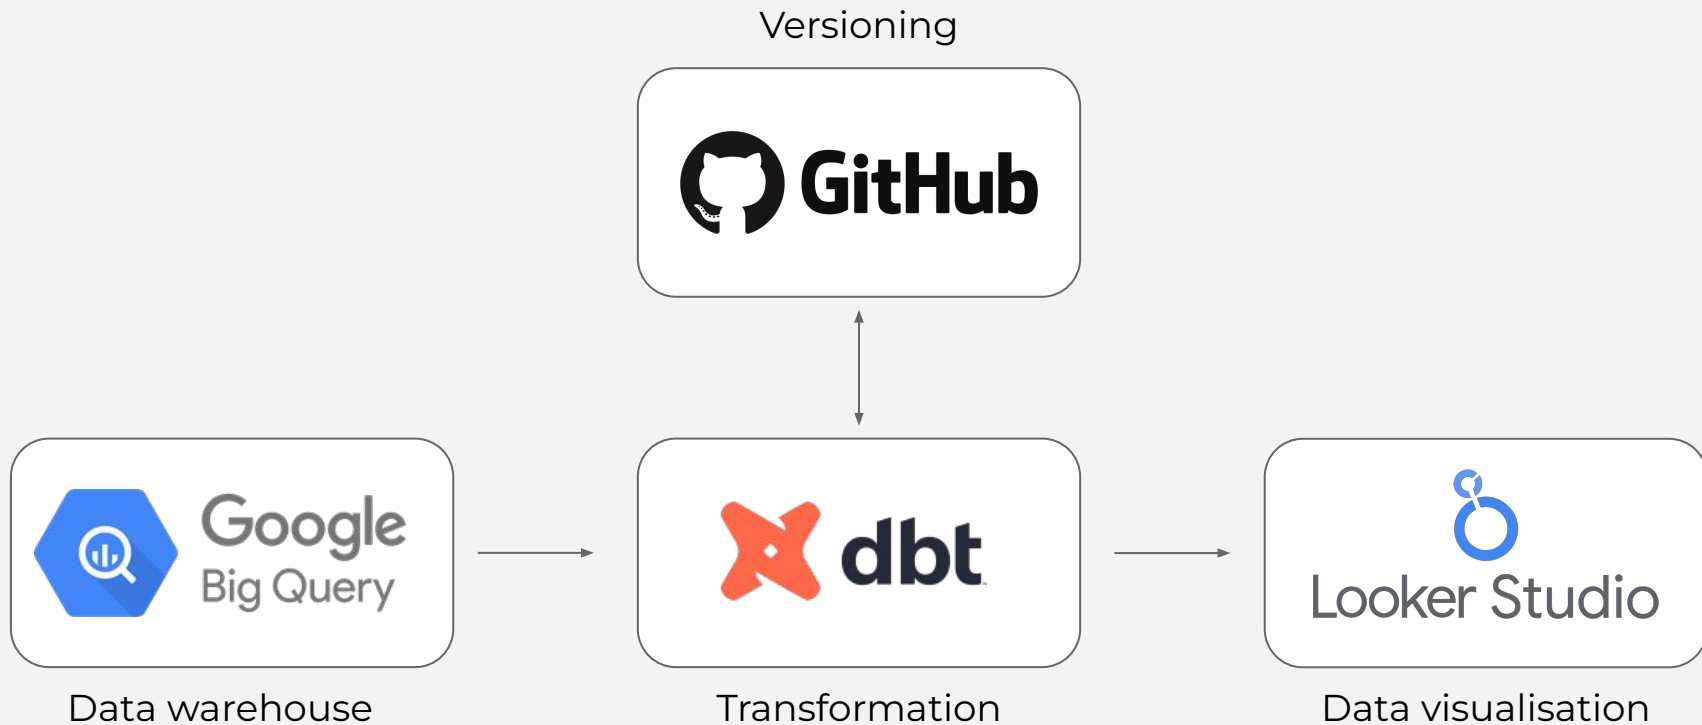 Versioning
GitHub
Google
Big Query
dbt
Looker Studio
Data warehouse
Transformation
Data visualisation